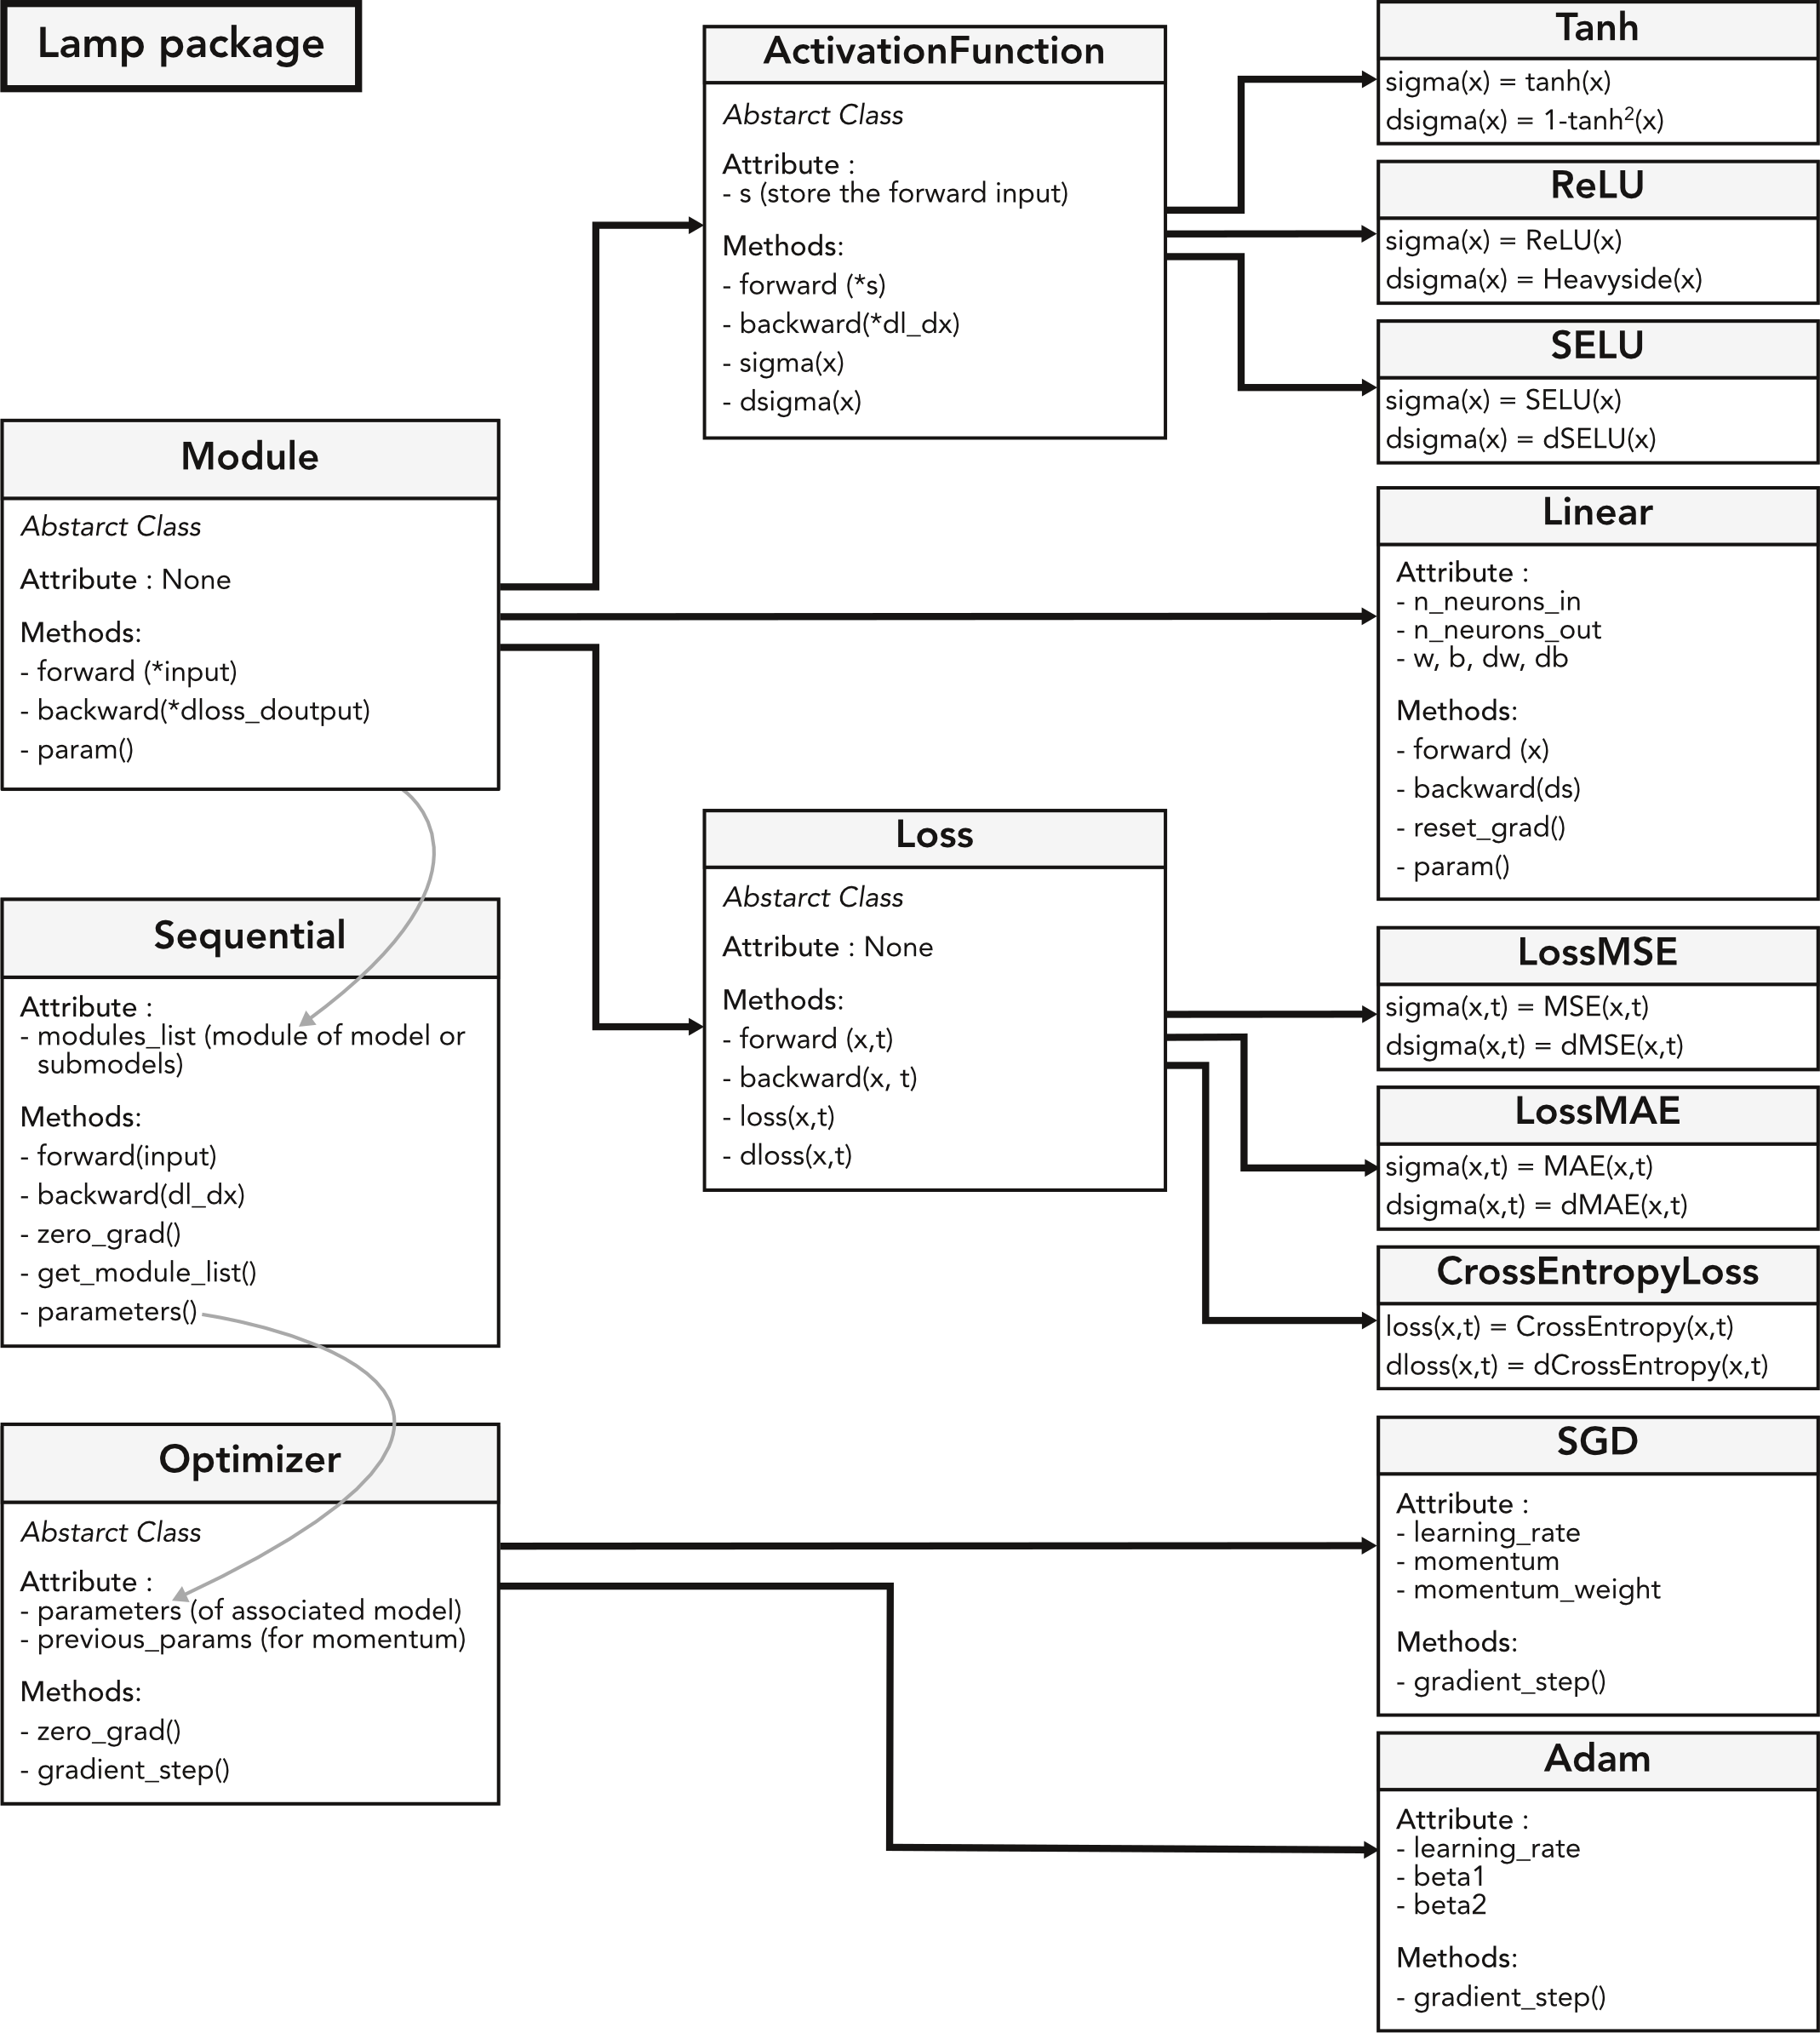 Lamp package
Module
Abstarct Class
Attribute : None
Methods:
- forward (*input)
- backward(*dloss_doutput)
- param()
Sequential
Attribute :
- modules_list (module of model or
submodels)
Methods:
- forward(input)
- backward(dl_dx)
- zero_grad()
- get_module_list()
- parameters()
Optimizer
Abstarct Class
Attribute :
- parameters (of associated model)
- previous_params (for momentum)
Methods:
- zero_grad()
- gradient_step()
ActivationFunction
Abstarct Class
Attribute :
- s (store the forward input)
Methods:
- forward (*s)
- backward(*dl_dx)
- sigma(x)
- dsigma(x)
Loss
Abstarct Class
Attribute : None
Methods:
- forward (x,t)
- backward(x, t)
- loss(x,t)
- dloss(x,t)
Tanh
sigma(x) = tanh(x)
dsigma(x) = 1-tanh²(x)
ReLU
sigma(x) = ReLU(x)
dsigma(x) = Heavyside(x)
SELU
sigma(x) = SELU(x)
dsigma(x) = dSELU(x)
Linear
Attribute :
- n_neurons_in
- n_neurons_out
- w, b, dw, db
Methods:
- forward (x)
- backward(ds)
- reset_grad()
- param()
LossMSE
sigma(x,t) = MSE(x,t)
dsigma(x,t) = dMSE(x,t)
LossMAE
sigma(x,t) = MAE(x,t)
dsigma(x,t) = dMAE(x,t)
CrossEntropyLoss
loss(x,t) = CrossEntropy(x,t)
dloss(x,t) = dCrossEntropy(x,t)
SGD
Attribute :
- learning_rate
- momentum
- momentum_weight
Methods:
- gradient_step()
Adam
Attribute :
- learning_rate
- beta1
- beta2
Methods:
- gradient_step()